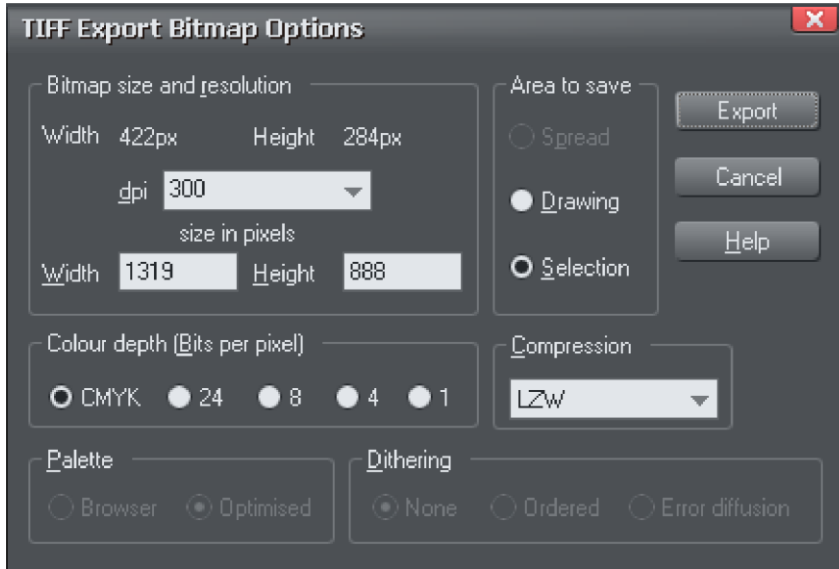 TIFF Export Bitmap Options
Bitmap size and resolution
Width 422px Height 284px
dpi 300
size in pixels
Width 1319 Height 888
Area to save
Spread
Drawing
Selection
Export
Cancel
Help
Colour depth (Bits per pixel)
CMYK 24 8 4 1
Compression
LZW
Palette
Browser Optimised
Dithering
None Ordered Error diffusion